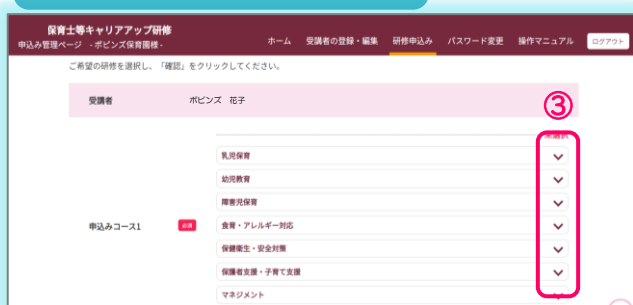 保育士等キャリアアップ研修
申込み管理ページ - ポピンズ保育園様 -
ホーム 受講者の登録・編集 研修申込み パスワード変更 操作マニュアル ログアウト
ご希望の研修を選択し、「確認」をクリックしてください。
受講者 ポピンズ 花子
③
未選択
乳児保育
幼児教育
障害児保育
申込みコース1 必須 食育・アレルギー対応
保健衛生・安全対策
保護者支援・子育て支援
マネジメント